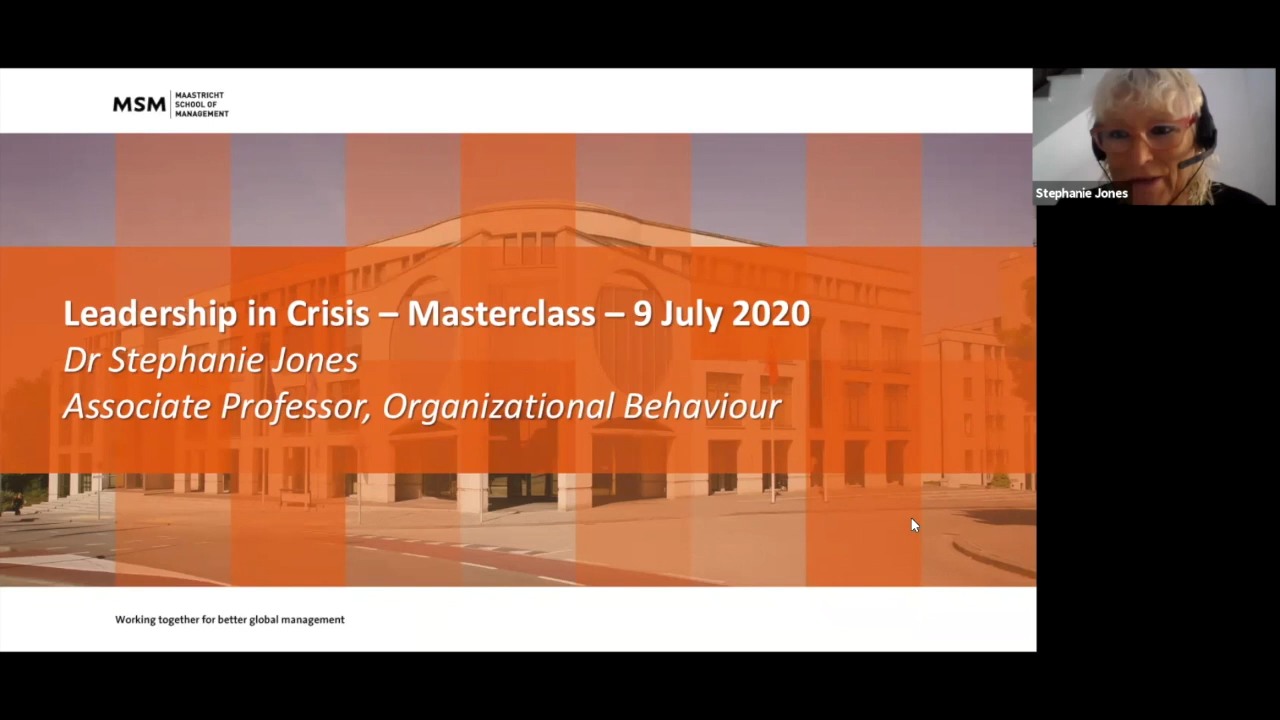 MSM
MAASTRICHT
SCHOOL OF
MANAGEMENT
Stephanie Jones
Leadership in Crisis – Masterclass – 9 July 2020
Dr Stephanie Jones
Associate Professor, Organizational Behaviour
Working together for better global management